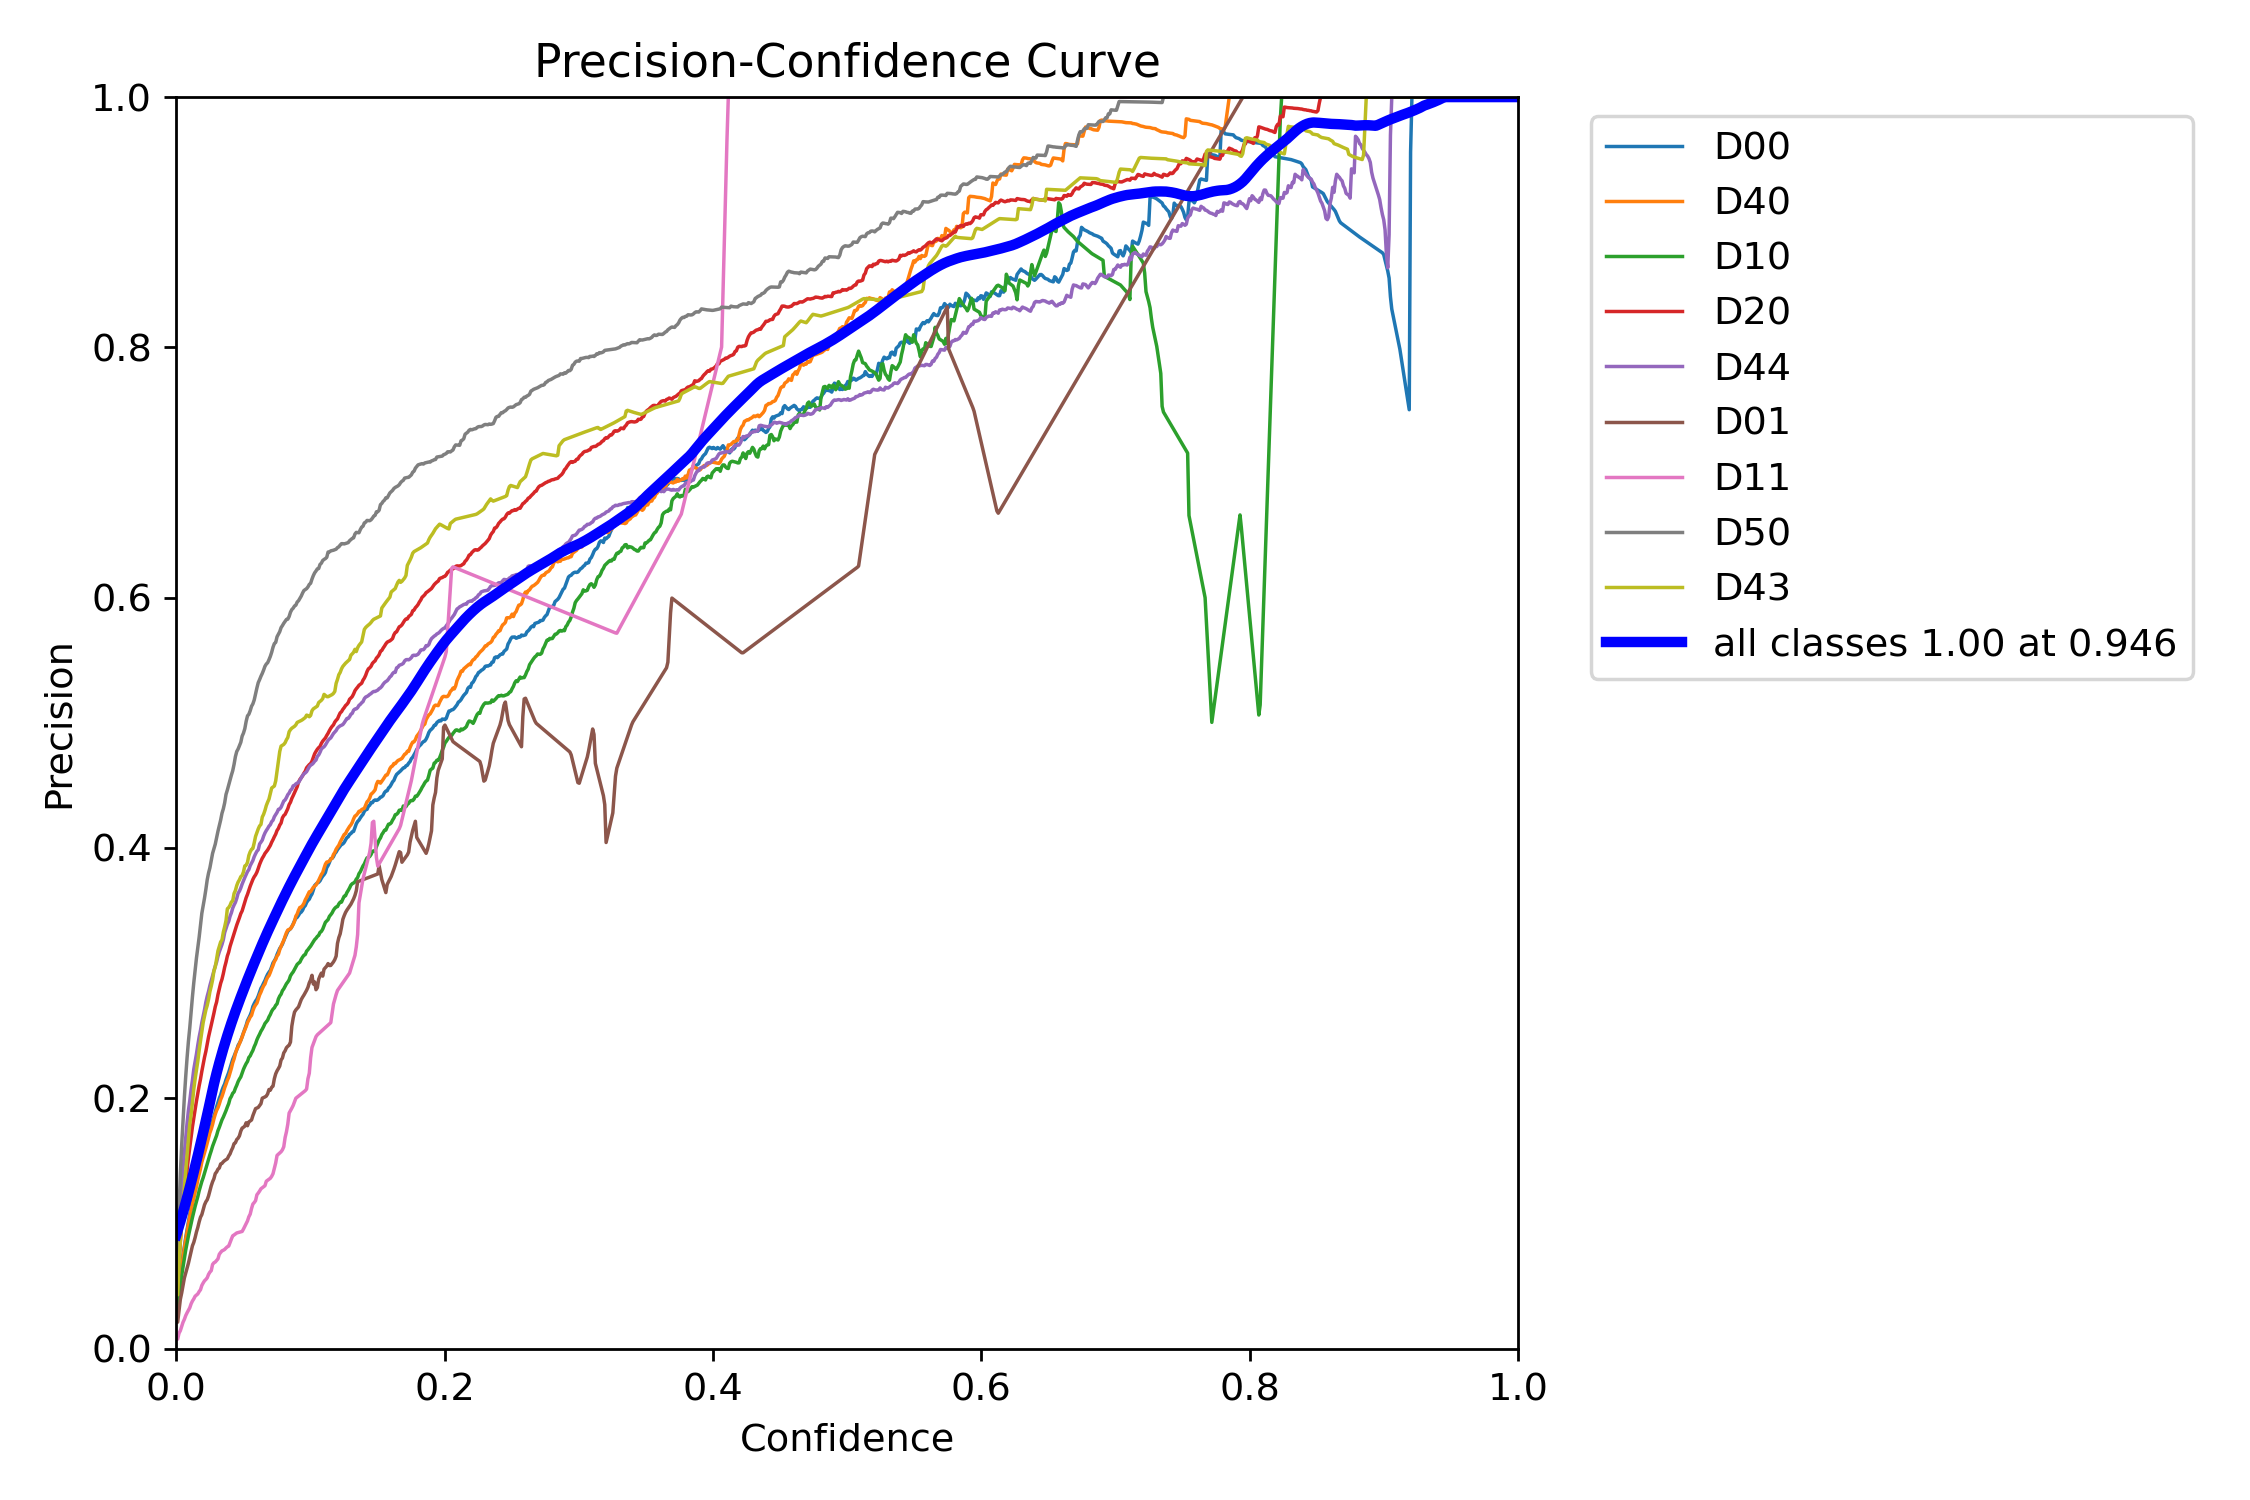 Precision-Confidence Curve
1.0
0.8
0.6
0.4
0.2
0.0
Precision
0.0 0.2 0.4 0.6 0.8 1.0
Confidence
D00
D40
D10
D20
D44
D01
D11
D50
D43
all classes 1.00 at 0.946